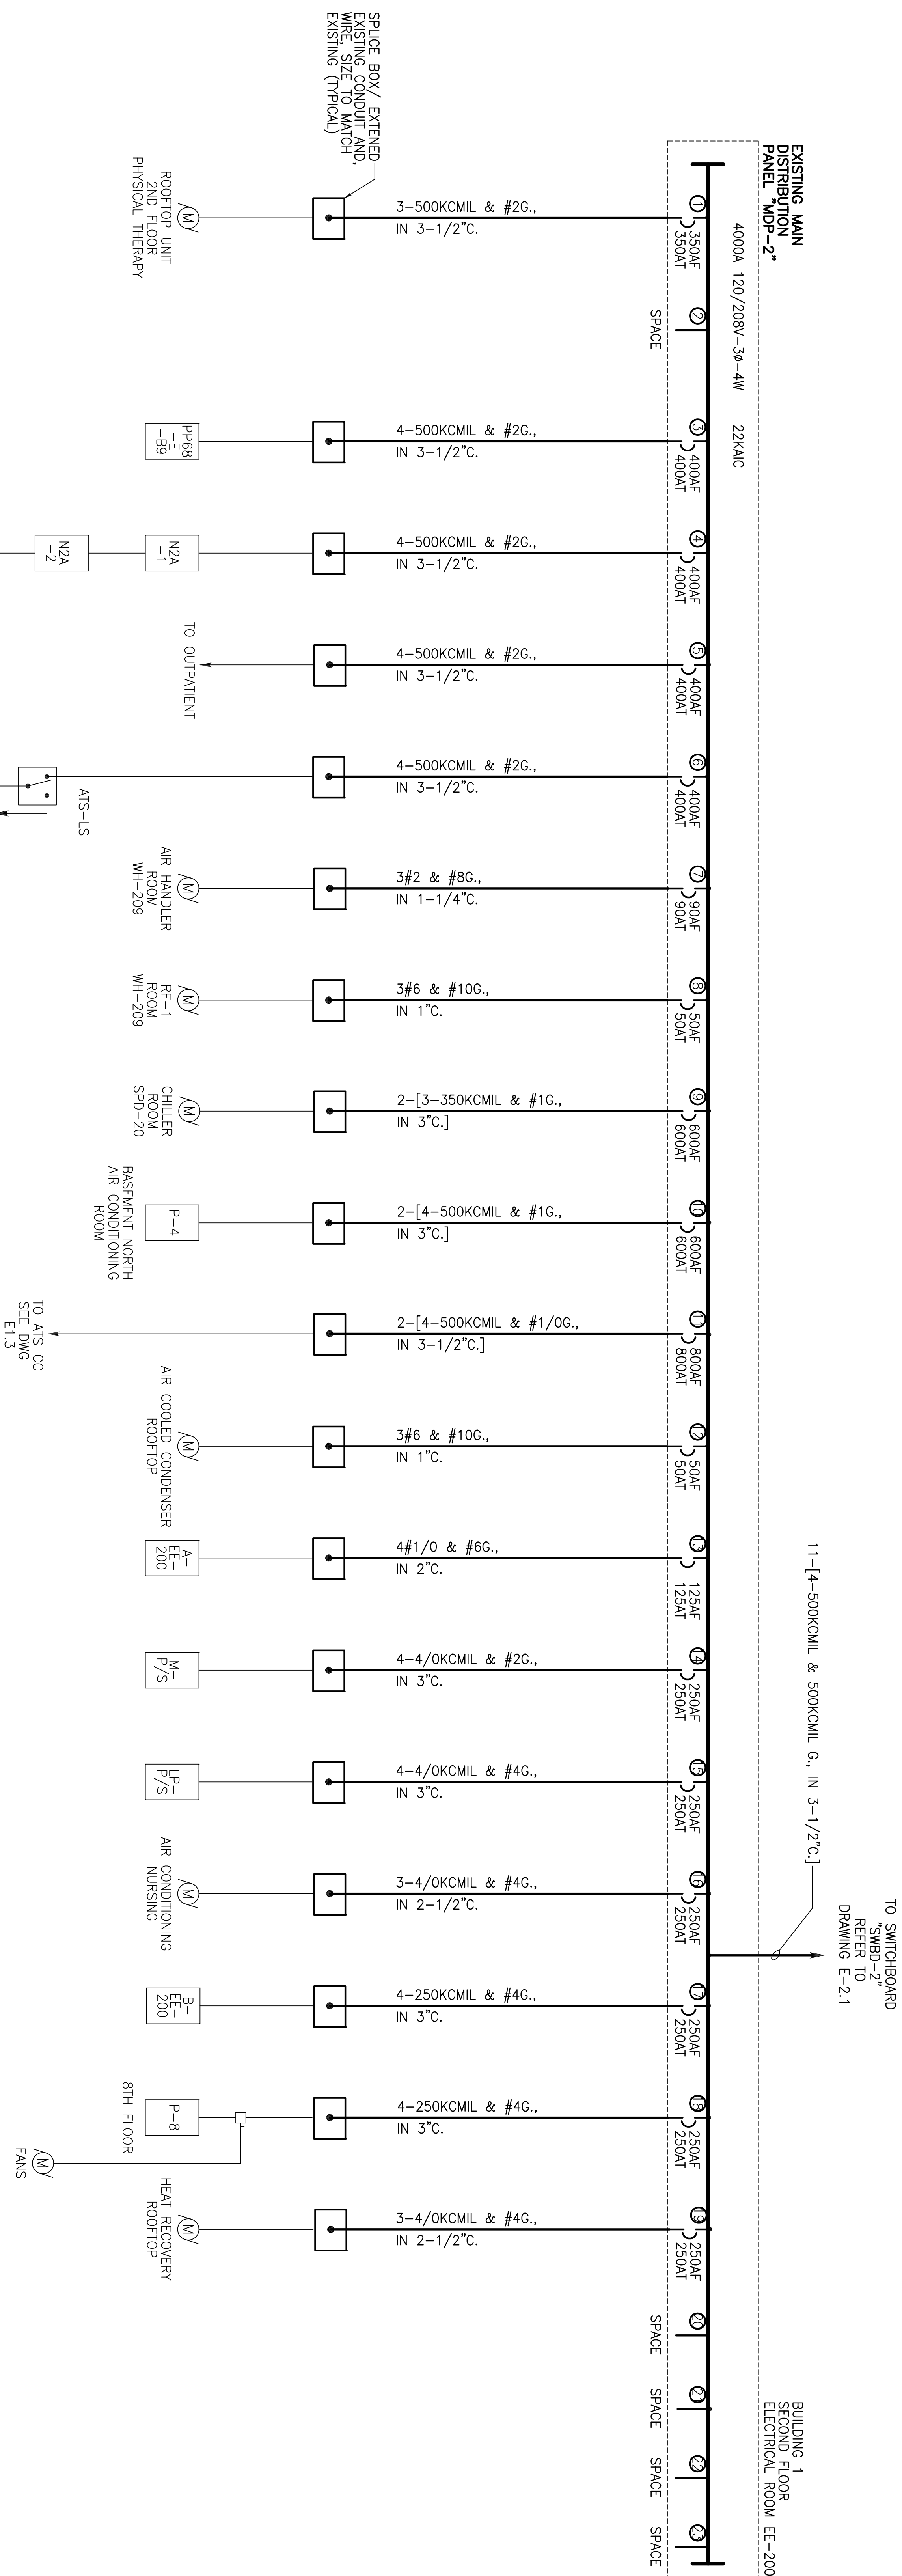 EXISTING MAIN
DISTRIBUTION
PANEL "MDP-2"
4000A 120/208V-3Ø-4W 22KAIC
BUILDING 1
SECOND FLOOR
ELECTRICAL ROOM EE-200
TO SWITCHBOARD
"SWBD-2"
REFER TO
DRAWING E-2.1
11-[4-500KCMIL & 500KCMIL G., IN 3-1/2"C.]
SPLICE BOX/ EXTENED
EXISTING CONDUIT AND,
WIRE, SIZE TO MATCH
EXISTING (TYPICAL)
1
350AF
350AT
3-500KCMIL & #2G.,
IN 3-1/2"C.
M
ROOFTOP UNIT
2ND FLOOR
PHYSICAL THERAPY
2
SPACE
3
400AF
400AT
4-500KCMIL & #2G.,
IN 3-1/2"C.
PP68
-E
-B9
4
400AF
400AT
4-500KCMIL & #2G.,
IN 3-1/2"C.
N2A
-1
N2A
-2
5
400AF
400AT
4-500KCMIL & #2G.,
IN 3-1/2"C.
TO OUTPATIENT
6
400AF
400AT
4-500KCMIL & #2G.,
IN 3-1/2"C.
ATS-LS
7
90AF
90AT
3#2 & #8G.,
IN 1-1/4"C.
M
AIR HANDLER
ROOM
WH-209
8
50AF
50AT
3#6 & #10G.,
IN 1"C.
M
RF-1
ROOM
WH-209
9
600AF
600AT
2-[3-350KCMIL & #1G.,
IN 3"C.]
M
CHILLER
ROOM
SPD-20
10
600AF
600AT
2-[4-500KCMIL & #1G.,
IN 3"C.]
P-4
BASEMENT NORTH
AIR CONDITIONING
ROOM
11
800AF
800AT
2-[4-500KCMIL & #1/0G.,
IN 3-1/2"C.]
TO ATS CC
SEE DWG
E1.3
12
50AF
50AT
3#6 & #10G.,
IN 1"C.
M
AIR COOLED CONDENSER
ROOFTOP
13
125AF
125AT
4#1/0 & #6G.,
IN 2"C.
A-
EE-
200
14
250AF
250AT
4-4/0KCMIL & #2G.,
IN 3"C.
M-
P/S
15
250AF
250AT
4-4/0KCMIL & #4G.,
IN 3"C.
LP-
P/S
16
250AF
250AT
3-4/0KCMIL & #4G.,
IN 2-1/2"C.
M
AIR CONDITIONING
NURSING
17
250AF
250AT
4-250KCMIL & #4G.,
IN 3"C.
B-
EE-
200
18
250AF
250AT
4-250KCMIL & #4G.,
IN 3"C.
P-8
8TH FLOOR
M
FANS
19
250AF
250AT
3-4/0KCMIL & #4G.,
IN 2-1/2"C.
M
HEAT RECOVERY
ROOFTOP
20
SPACE
21
SPACE
22
SPACE
23
SPACE